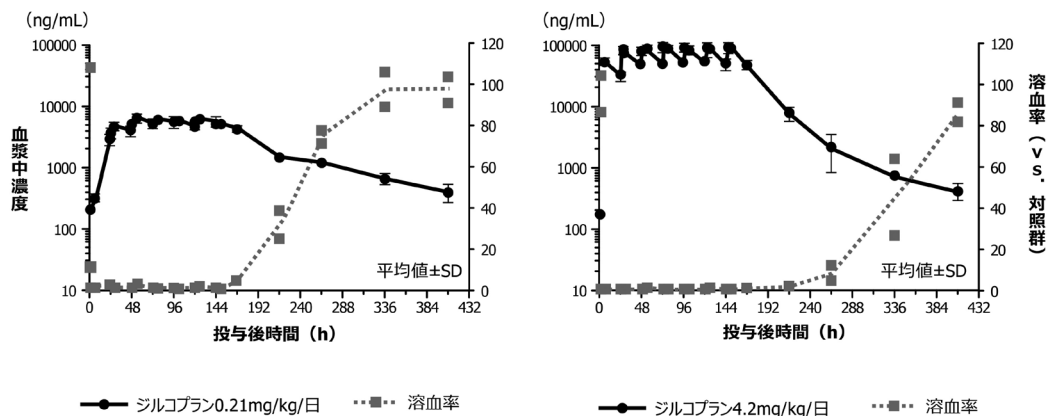 (ng/mL)
100000
10000
1000
100
10
血漿中濃度
120
100
80
60
40
20
0
平均値±SD
0 48 96 144 192 240 288 336 384 432
投与後時間(h)
ジルコプラン0.21mg/kg/日
溶血率
(ng/mL)
100000
10000
1000
100
10
120
100
80
60
40
20
0
溶血率(vs. 対照群)
平均値±SD
0 48 96 144 192 240 288 336 384 432
投与後時間(h)
ジルコプラン4.2mg/kg/日
溶血率